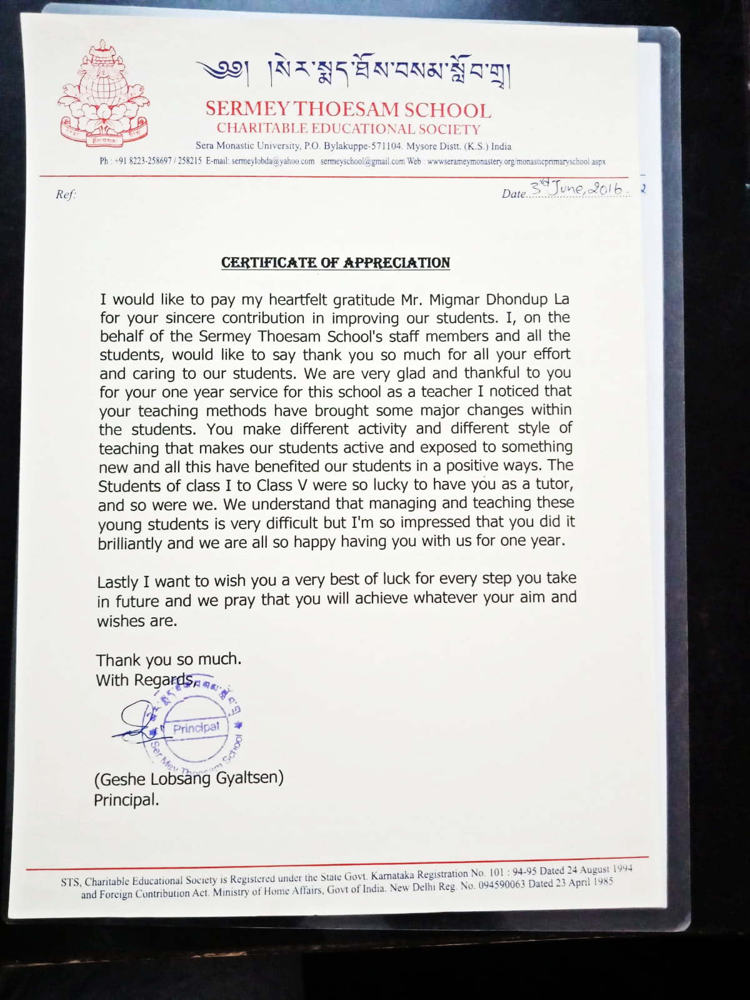 ༄༅། །སེར་སྨད་ཐོས་བསམ་སློབ་གྲྭ།
SERMEY THOESAM SCHOOL
CHARITABLE EDUCATIONAL SOCIETY
Sera Monastic University, P.O. Bylakuppe-571104. Mysore Distt. (K.S.) India
Ph : +91 8223-258697 / 258215 E-mail: sermeylobda@yahoo.com sermeyschool@gmail.com Web : www.serameymonastery.org/monasticprimaryschool.aspx
Ref:
Date 3rd June, 2016.
CERTIFICATE OF APPRECIATION
I would like to pay my heartfelt gratitude Mr. Migmar Dhondup La
for your sincere contribution in improving our students. I, on the
behalf of the Sermey Thoesam School's staff members and all the
students, would like to say thank you so much for all your effort
and caring to our students. We are very glad and thankful to you
for your one year service for this school as a teacher I noticed that
your teaching methods have brought some major changes within
the students. You make different activity and different style of
teaching that makes our students active and exposed to something
new and all this have benefited our students in a positive ways. The
Students of class I to Class V were so lucky to have you as a tutor,
and so were we. We understand that managing and teaching these
young students is very difficult but I'm so impressed that you did it
brilliantly and we are all so happy having you with us for one year.
Lastly I want to wish you a very best of luck for every step you take
in future and we pray that you will achieve whatever your aim and
wishes are.
Thank you so much.
With Regards,
སེར་སྨད་ཐོས་བསམ་སློབ་གྲྭ
Principal
Ser Mey Thoesam School
(Geshe Lobsang Gyaltsen)
Principal.
STS, Charitable Educational Society is Registered under the State Govt. Karnataka Registration No. 101 : 94-95 Dated 24 August 1994
and Foreign Contribution Act. Ministry of Home Affairs, Govt of India. New Delhi Reg. No. 094590063 Dated 23 April 1985